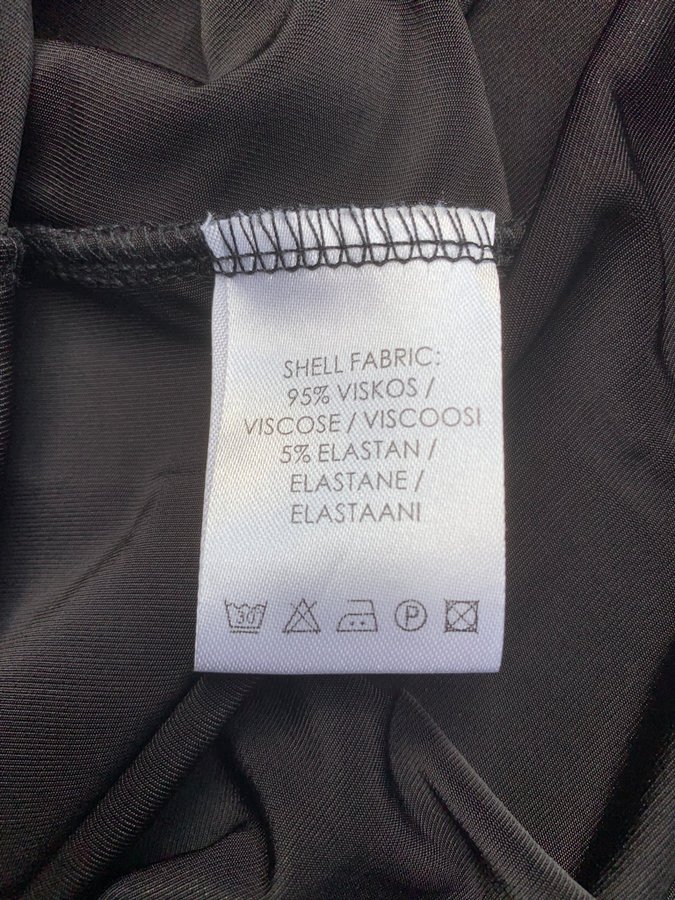 SHELL FABRIC:
95% VISKOS /
VISCOSE / VISCOOSI
5% ELASTAN /
ELASTANE /
ELASTAANI
30 P